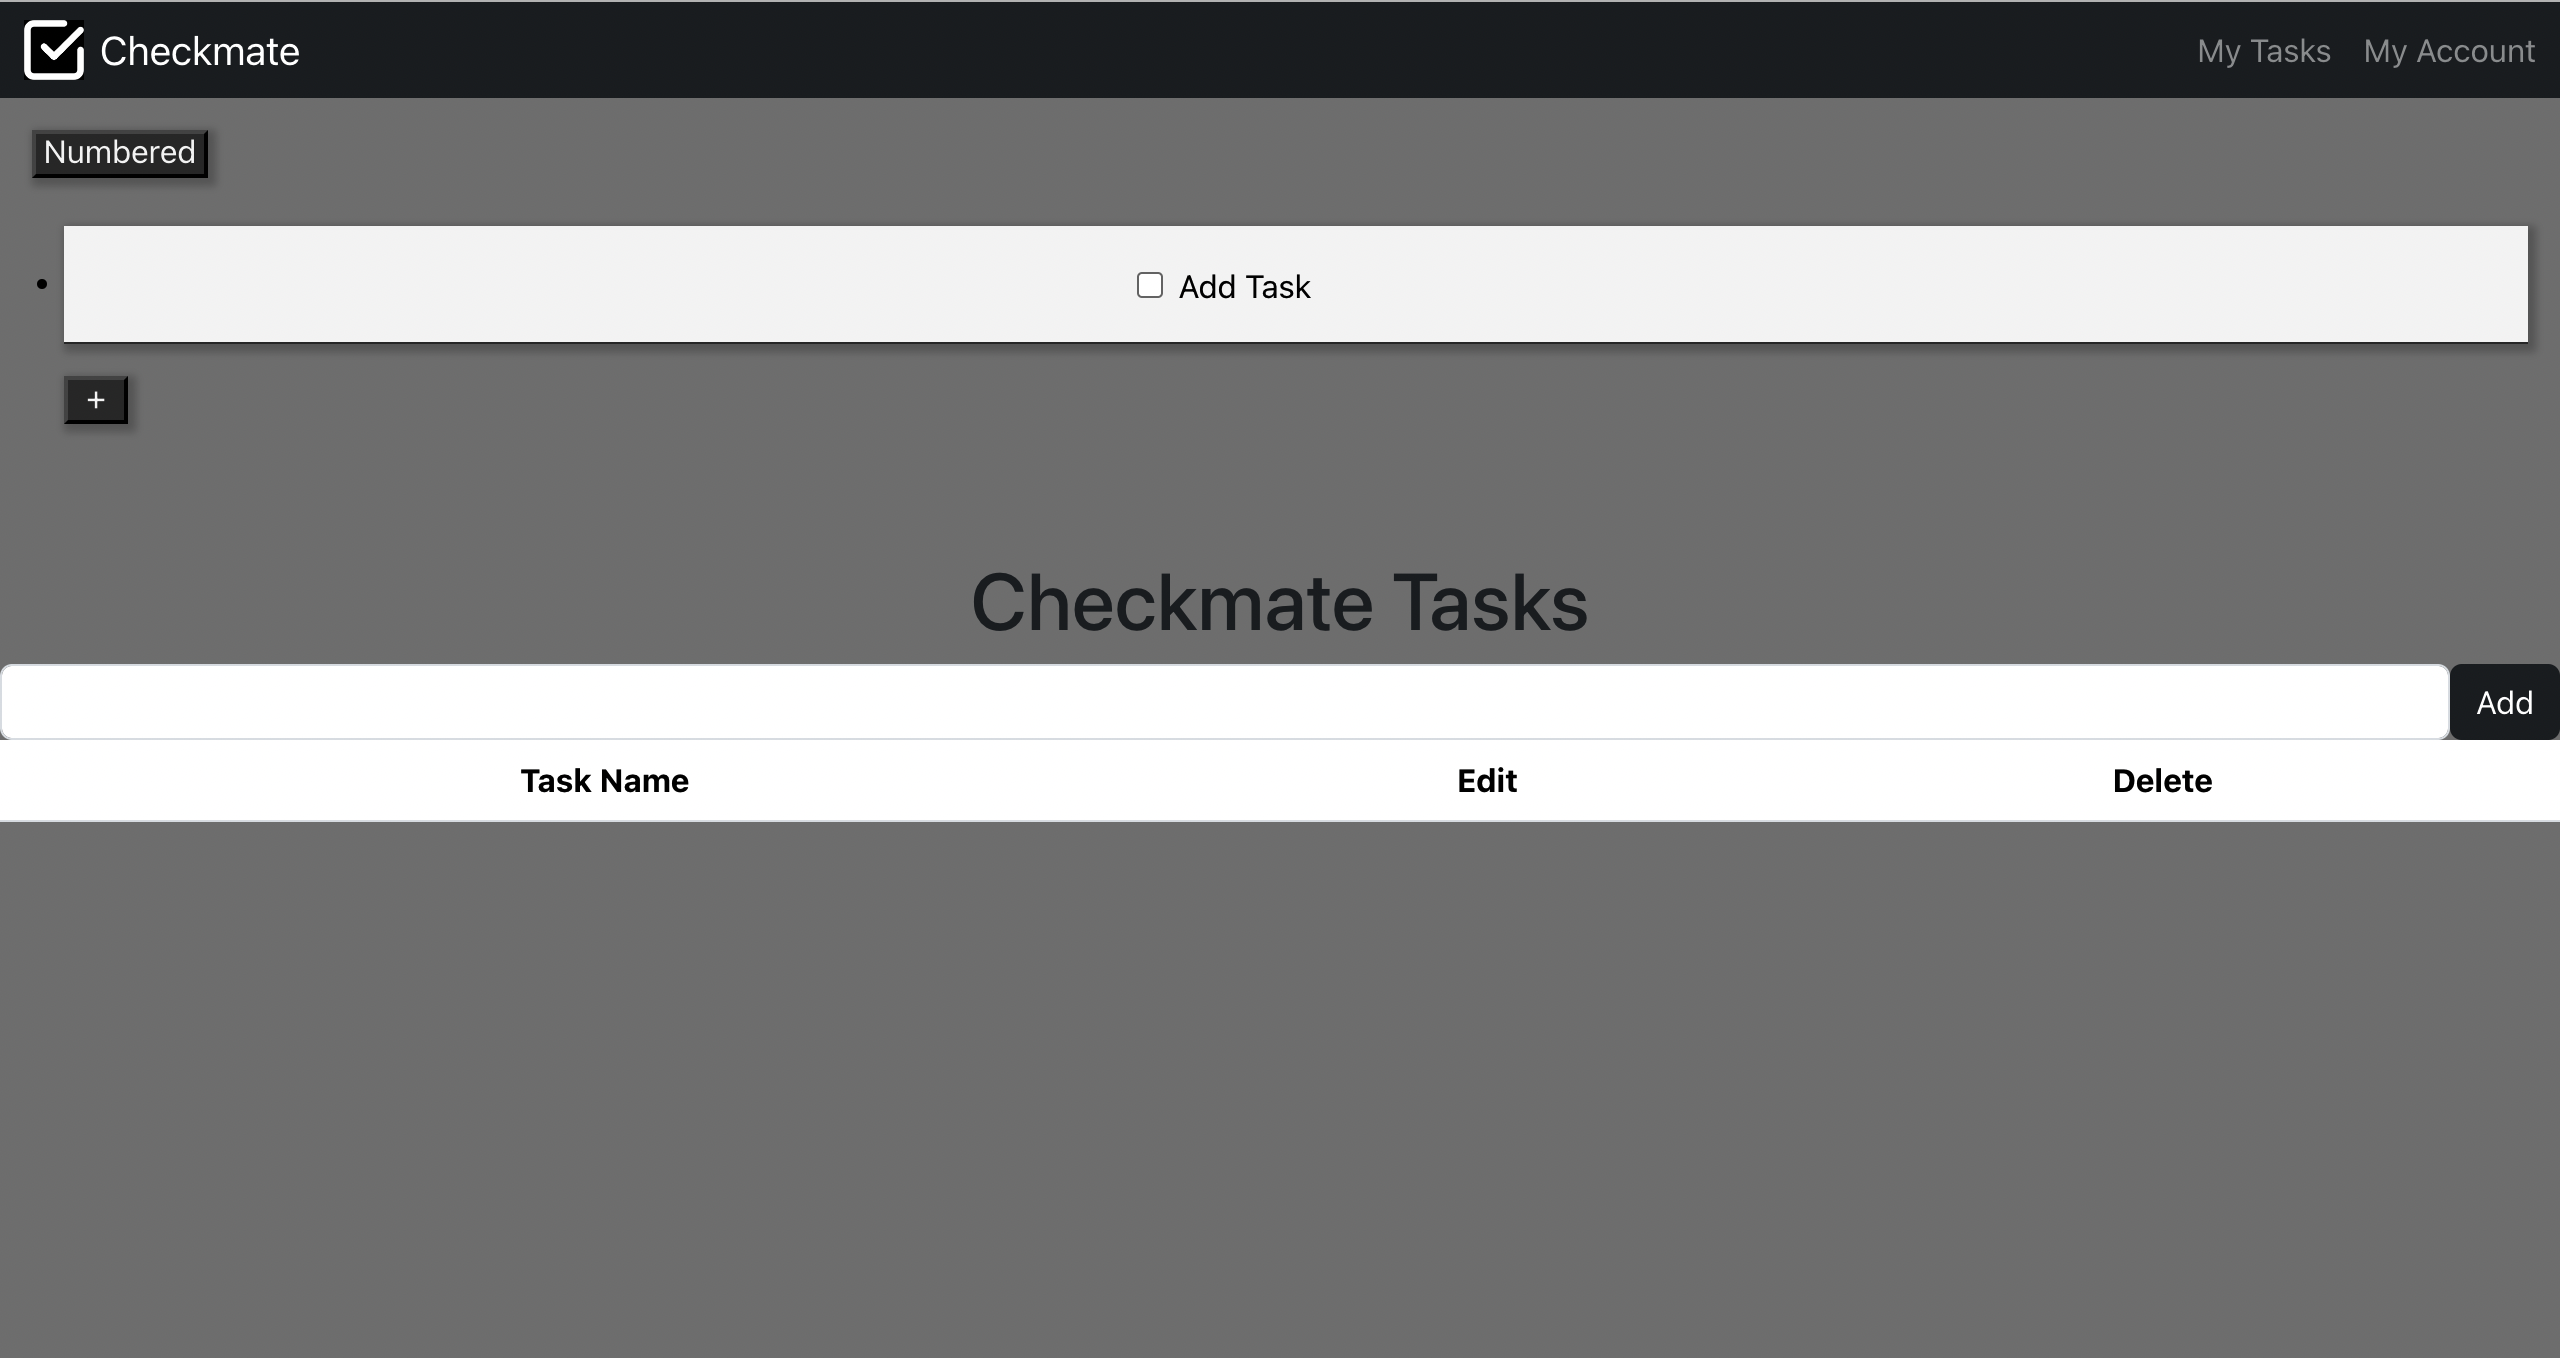 Checkmate My Tasks My Account
Numbered
Add Task
+
Checkmate Tasks
Add
Task Name Edit Delete